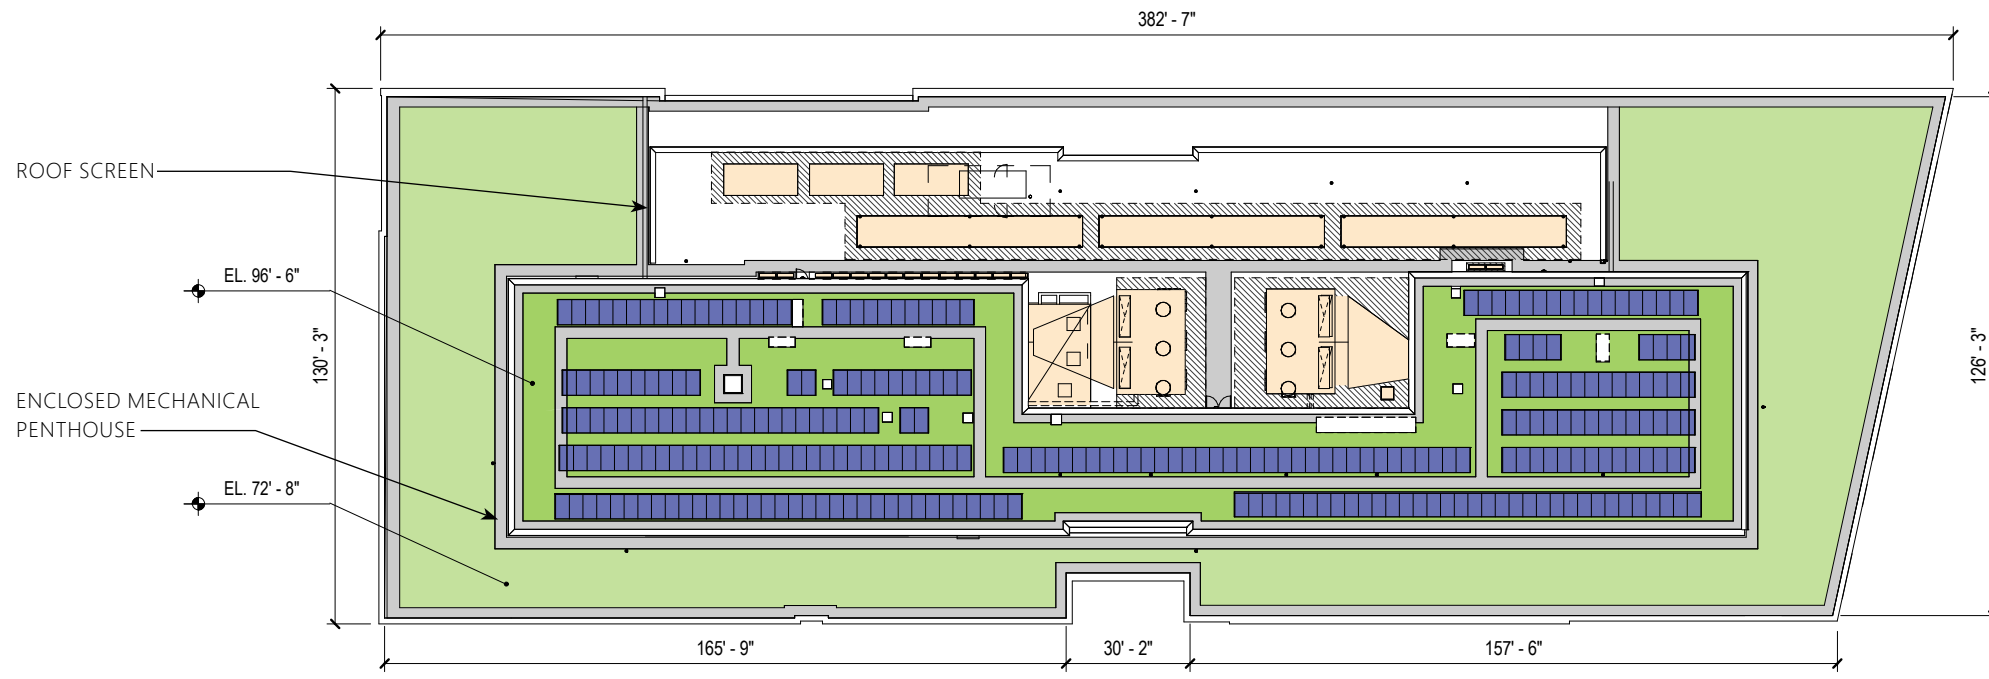 382' - 7"
ROOF SCREEN
EL. 96' - 6"
130' - 3"
126' - 3"
ENCLOSED MECHANICAL
PENTHOUSE
EL. 72' - 8"
165' - 9"
30' - 2"
157' - 6"